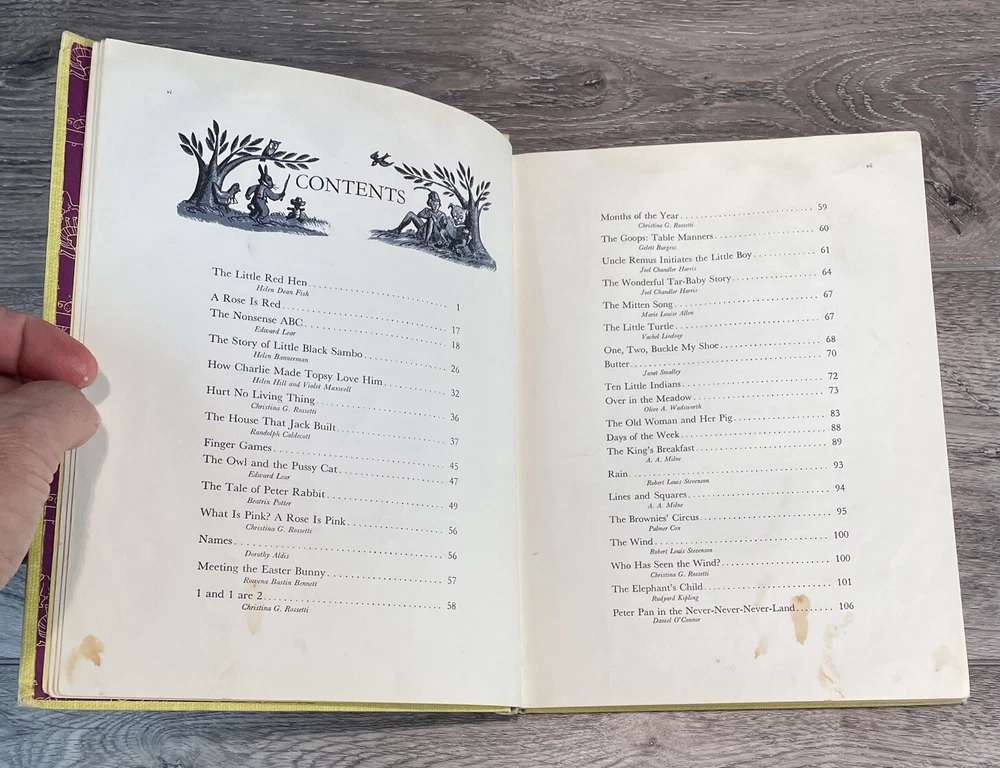 vi
CONTENTS
The Little Red Hen ........ 1
Helen Dean Fish
A Rose Is Red ........ 17
The Nonsense ABC ........ 18
Edward Lear
The Story of Little Black Sambo ........ 26
Helen Bannerman
How Charlie Made Topsy Love Him ........ 32
Helen Hill and Violet Maxwell
Hurt No Living Thing ........ 36
Christina G. Rossetti
The House That Jack Built ........ 37
Randolph Caldecott
Finger Games ........ 45
The Owl and the Pussy Cat ........ 47
Edward Lear
The Tale of Peter Rabbit ........ 49
Beatrix Potter
What Is Pink? A Rose Is Pink ........ 56
Christina G. Rossetti
Names ........ 56
Dorothy Aldis
Meeting the Easter Bunny ........ 57
Rowena Bastin Bennett
1 and 1 are 2 ........ 58
Christina G. Rossetti
vii
Months of the Year ........ 59
Christina G. Rossetti
The Goops: Table Manners ........ 60
Gelett Burgess
Uncle Remus Initiates the Little Boy ........ 61
Joel Chandler Harris
The Wonderful Tar-Baby Story ........ 64
Joel Chandler Harris
The Mitten Song ........ 67
Marie Louise Allen
The Little Turtle ........ 67
Vachel Lindsay
One, Two, Buckle My Shoe ........ 68
Butter ........ 70
Janet Smalley
Ten Little Indians ........ 72
Over in the Meadow ........ 73
Olive A. Wadsworth
The Old Woman and Her Pig ........ 83
Days of the Week ........ 88
The King's Breakfast ........ 89
A. A. Milne
Rain ........ 93
Robert Louis Stevenson
Lines and Squares ........ 94
A. A. Milne
The Brownies' Circus ........ 95
Palmer Cox
The Wind ........ 100
Robert Louis Stevenson
Who Has Seen the Wind? ........ 100
Christina G. Rossetti
The Elephant's Child ........ 101
Rudyard Kipling
Peter Pan in the Never-Never-Never-Land ........ 106
Daniel O'Connor